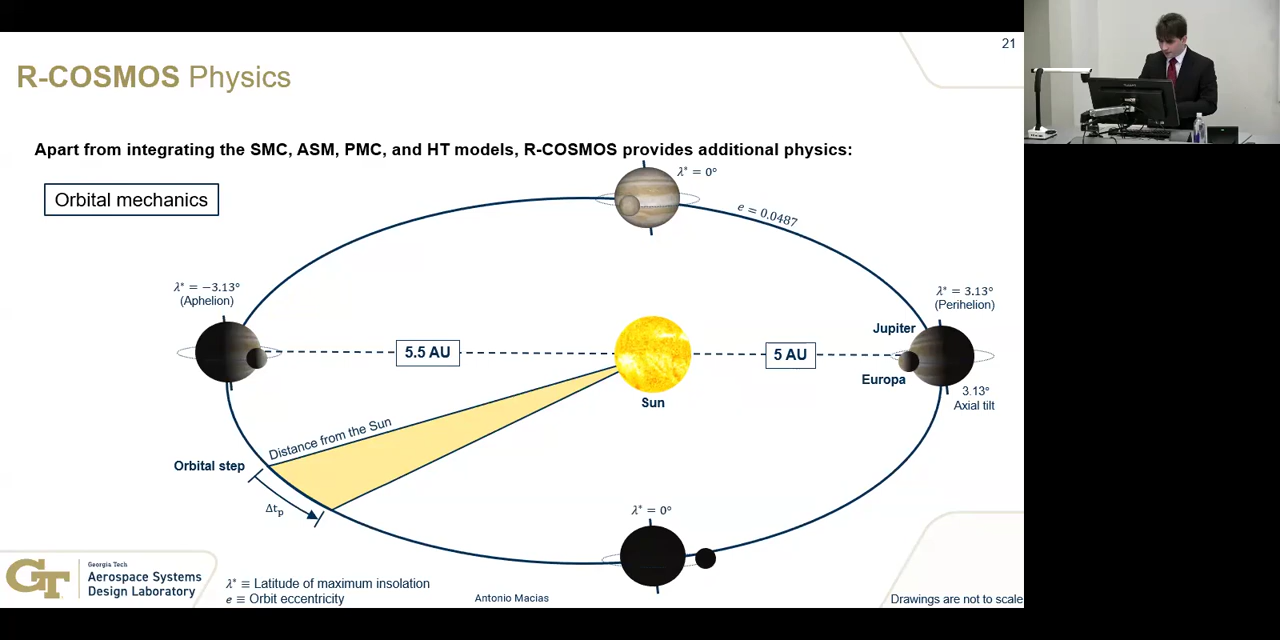 21
R-COSMOS Physics
Apart from integrating the SMC, ASM, PMC, and HT models, R-COSMOS provides additional physics:
Orbital mechanics
λ* = 0°
e = 0.0487
λ* = −3.13°
(Aphelion)
λ* = 3.13°
(Perihelion)
Jupiter
5.5 AU
5 AU
Europa
3.13°
Axial tilt
Sun
Distance from the Sun
Orbital step
Δtp
λ* = 0°
GT
Georgia Tech
Aerospace Systems
Design Laboratory
λ* ≡ Latitude of maximum insolation
e ≡ Orbit eccentricity
Antonio Macias
Drawings are not to scale